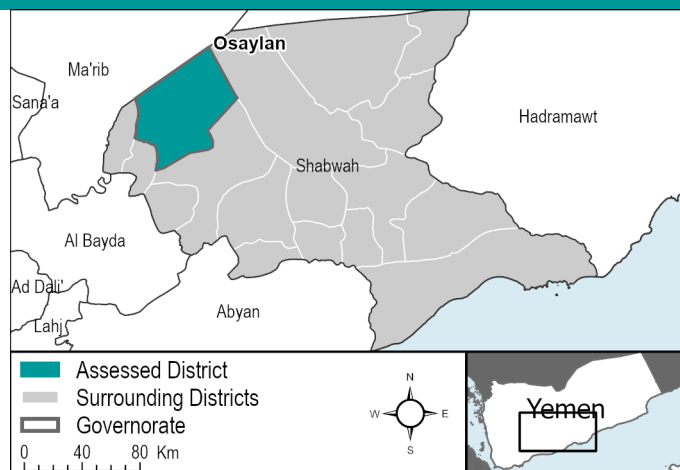 Osaylan
Ma'rib
Sana'a
Hadramawt
Shabwah
Al Bayda
Ad Dali'
Abyan
Lahj
Assessed District
Surrounding Districts
Governorate
0 40 80 Km
N
W E
S
Yemen